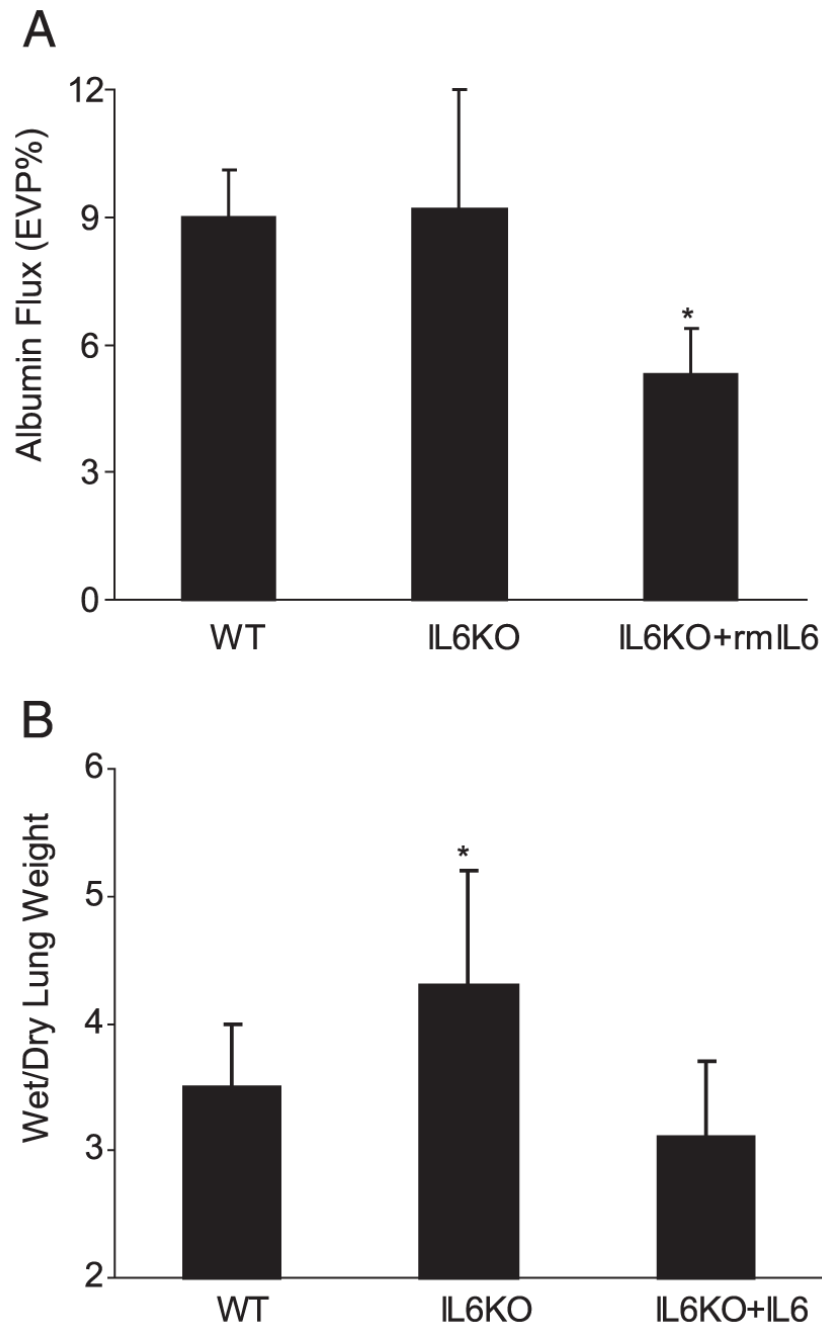 A
Albumin Flux (EVP%)
12
9
6
3
0
*
WT IL6KO IL6KO+rmIL6
B
Wet/Dry Lung Weight
6
5
4
3
2
*
WT IL6KO IL6KO+IL6